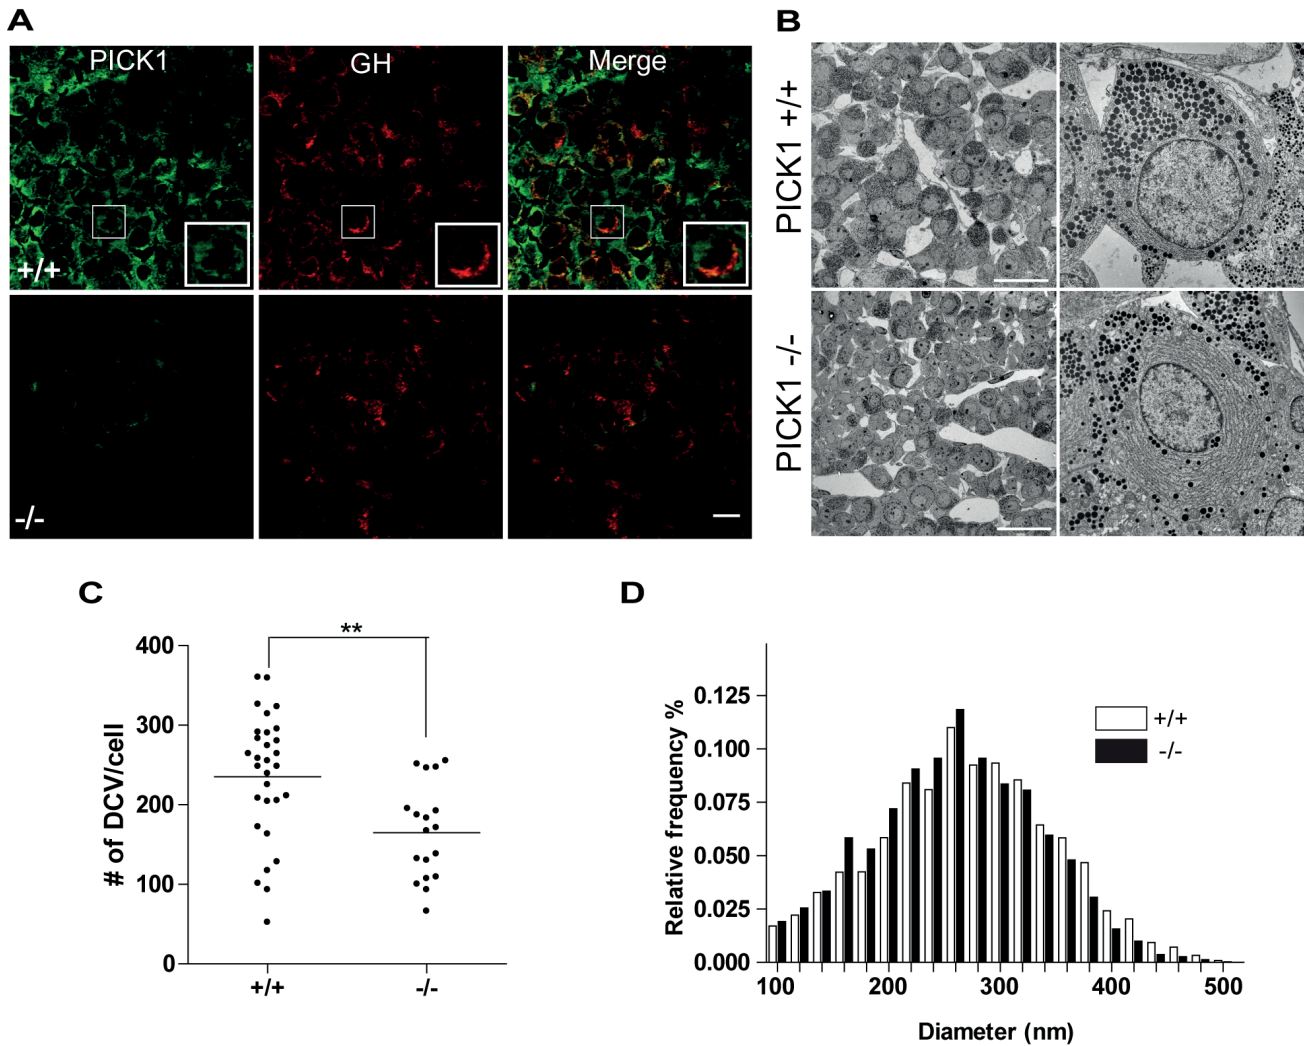 A
PICK1
GH
Merge
+/+
-/-
B
PICK1 +/+
PICK1 -/-
C
**
400
300
200
100
0
# of DCV/cell
+/+
-/-
D
0.125
0.100
0.075
0.050
0.025
0.000
Relative frequency %
+/+
-/-
100
200
300
400
500
Diameter (nm)